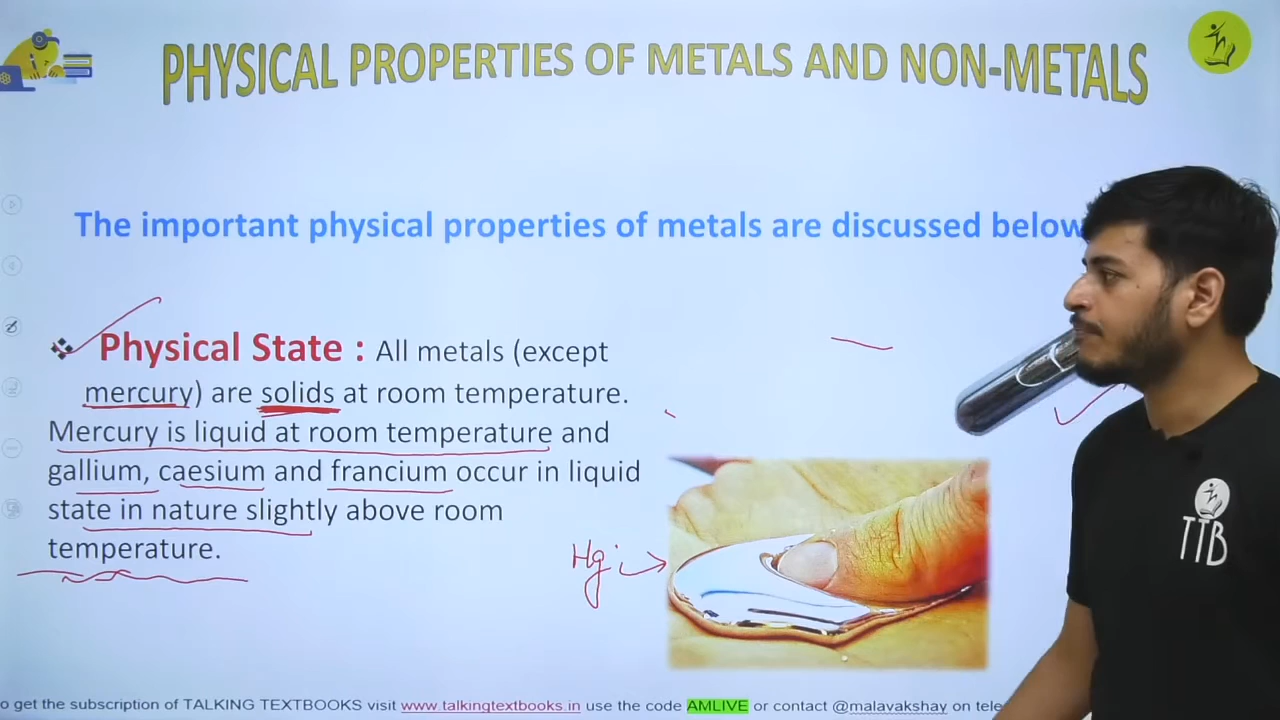 PHYSICAL PROPERTIES OF METALS AND NON-METALS
The important physical properties of metals are discussed below
Physical State : All metals (except
mercury) are solids at room temperature.
Mercury is liquid at room temperature and
gallium, caesium and francium occur in liquid
state in nature slightly above room
temperature.
Hg
TTB
o get the subscription of TALKING TEXTBOOKS visit www.talkingtextbooks.in use the code AMLIVE or contact @malavakshay on tele